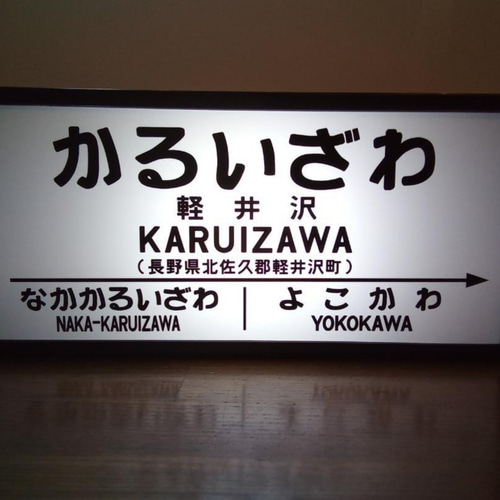 かるいざわ
軽井沢
KARUIZAWA
（長野県北佐久郡軽井沢町）
なかかるいざわ よこかわ
NAKA-KARUIZAWA YOKOKAWA